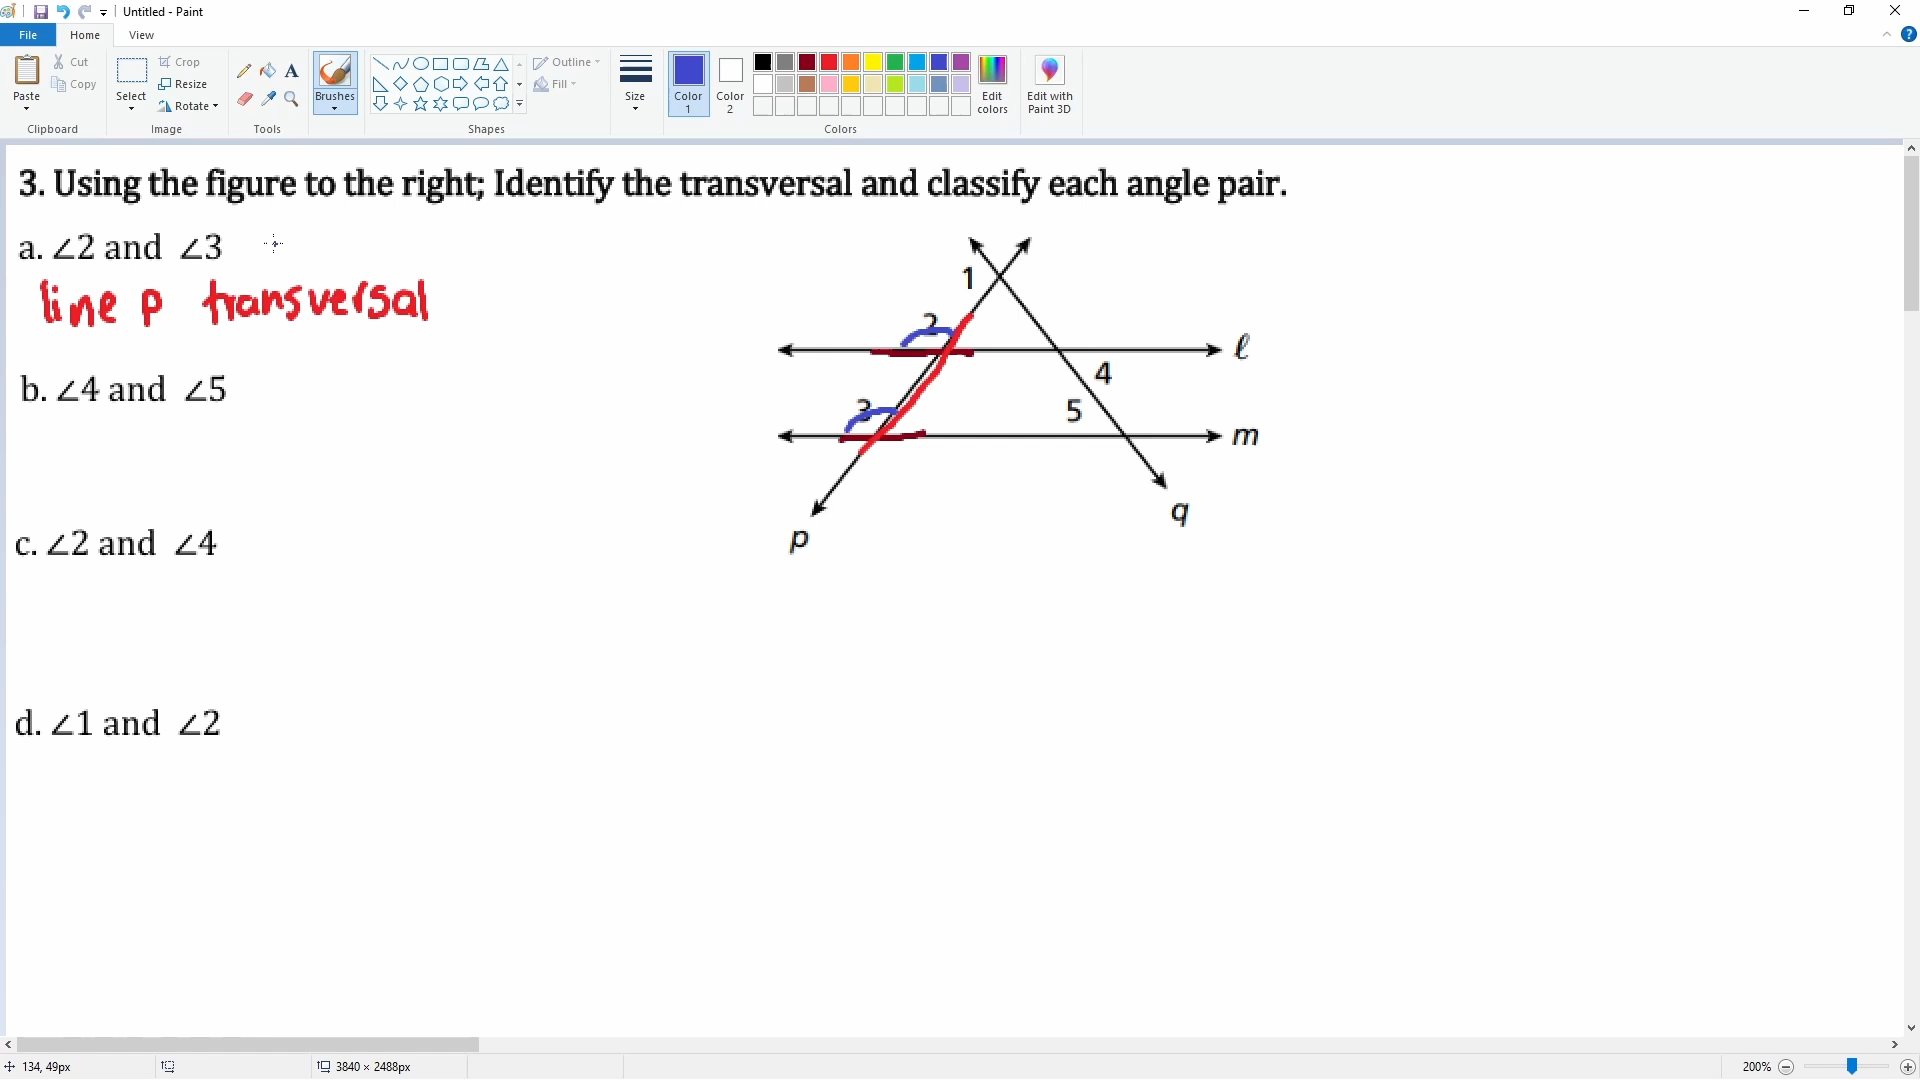 Untitled - Paint
File Home View
Paste
Cut
Copy
Clipboard
Select
Crop
Resize
Rotate
Image
A
Tools
Brushes
Shapes
Outline
Fill
Size
Color 1
Color 2
Edit colors
Colors
Edit with Paint 3D
?
3. Using the figure to the right; Identify the transversal and classify each angle pair.
a. ∠2 and ∠3
line p transversal
b. ∠4 and ∠5
c. ∠2 and ∠4
d. ∠1 and ∠2
1
2
ℓ
4
3
5
m
q
p
134, 49px
3840 × 2488px
200%